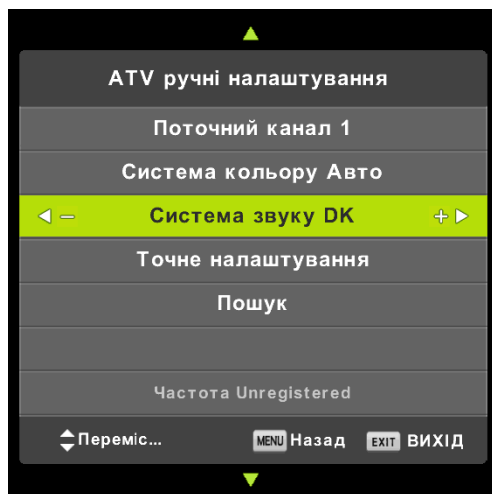 ATV ручні налаштування
Поточний канал 1
Система кольору Авто
Система звуку DK
Точне налаштування
Пошук
Частота Unregistered
Переміс... MENU Назад EXIT ВИХІД